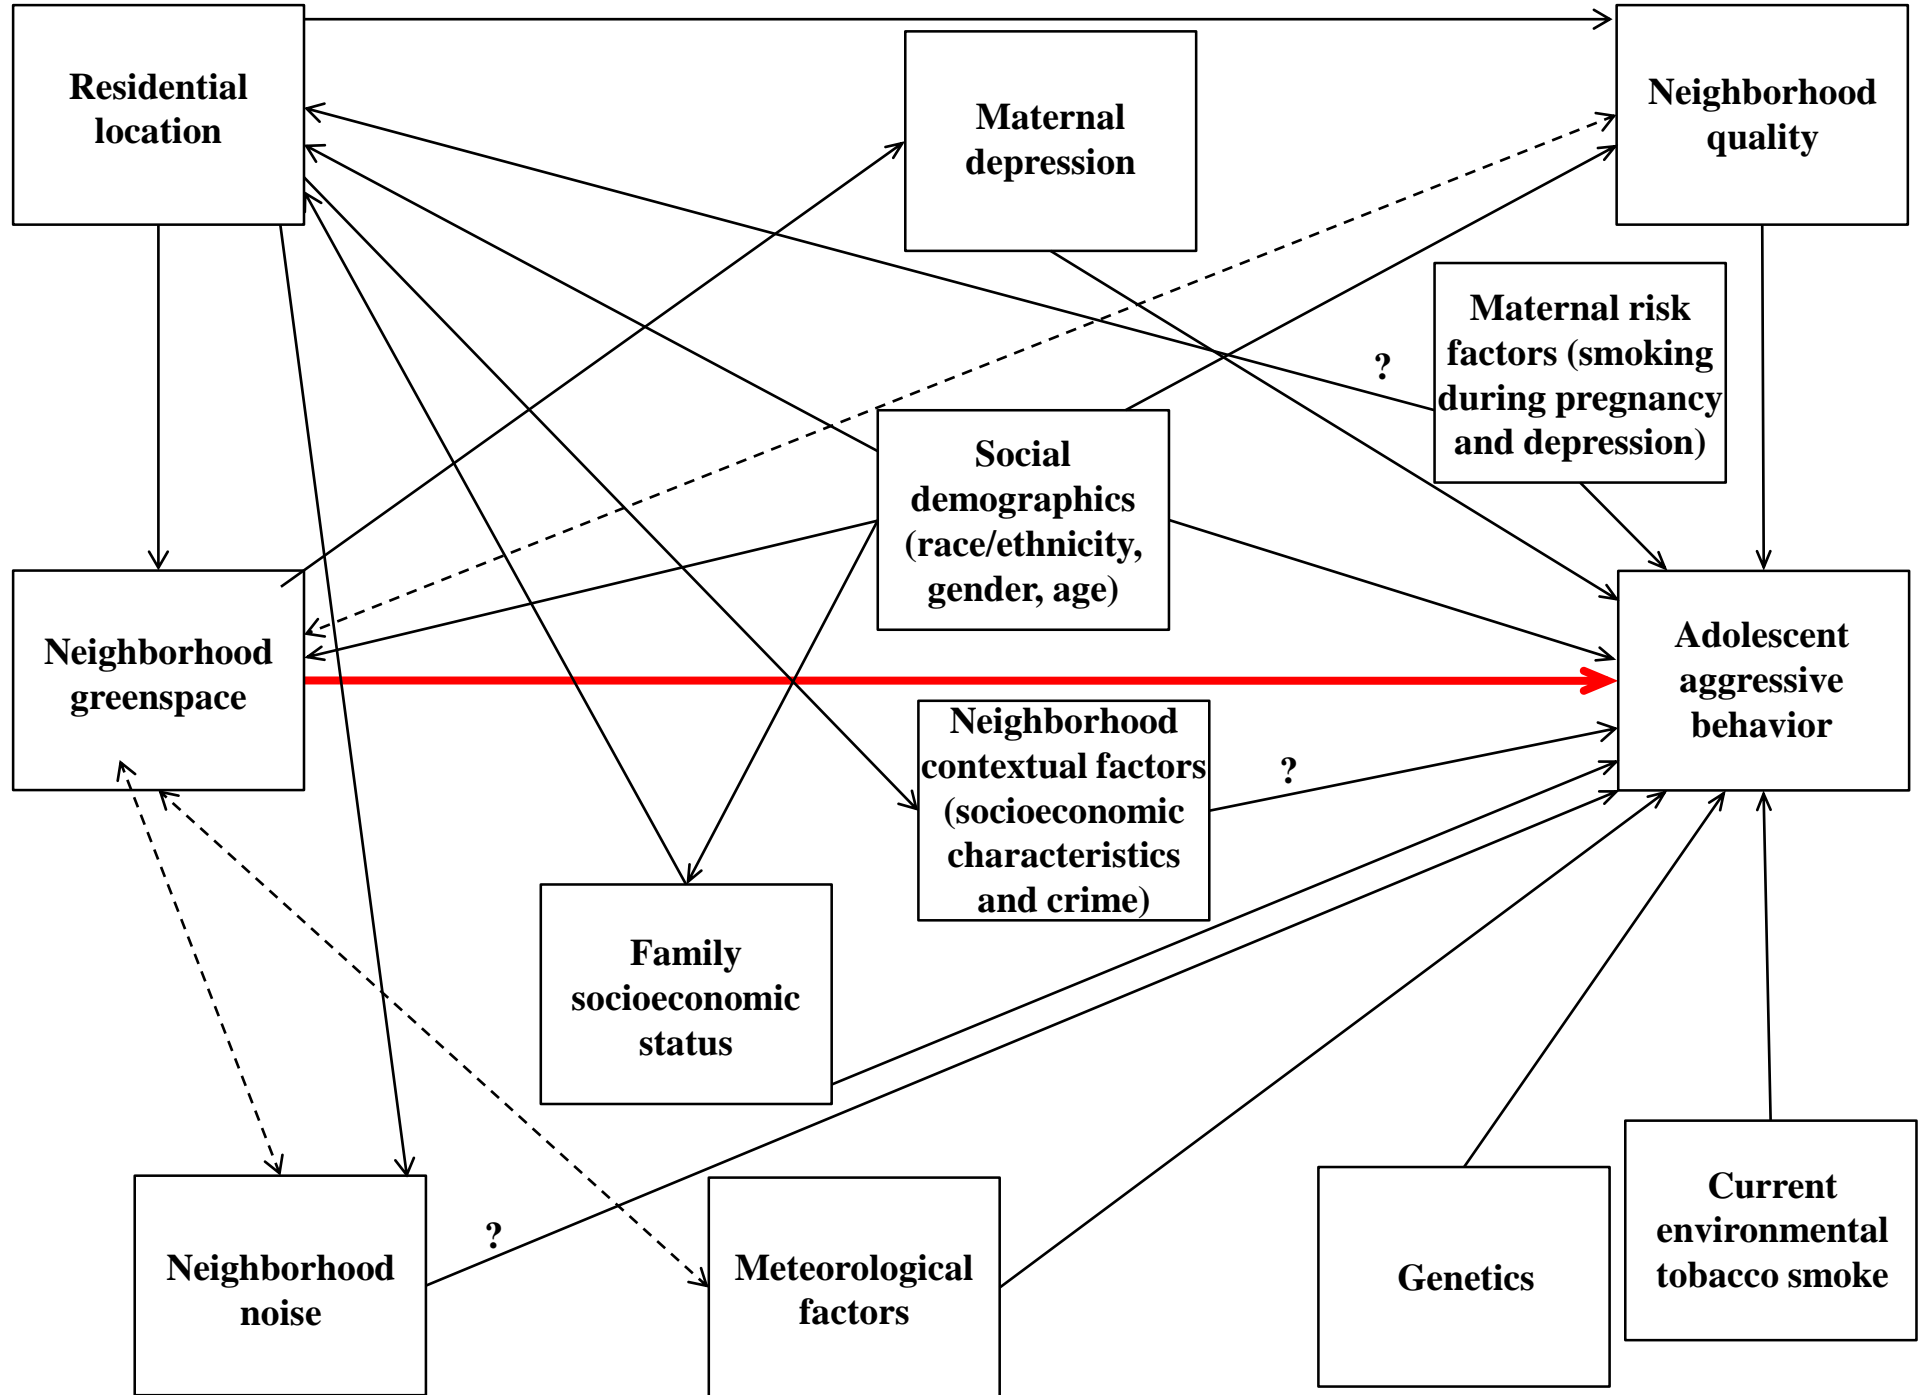 Residential
location
Maternal
depression
Neighborhood
quality
Maternal risk
factors (smoking
during pregnancy
and depression)
?
Social
demographics
(race/ethnicity,
gender, age)
Neighborhood
greenspace
Adolescent
aggressive
behavior
Neighborhood
contextual factors
(socioeconomic
characteristics
and crime)
?
Family
socioeconomic
status
Neighborhood
noise
?
Meteorological
factors
Genetics
Current
environmental
tobacco smoke